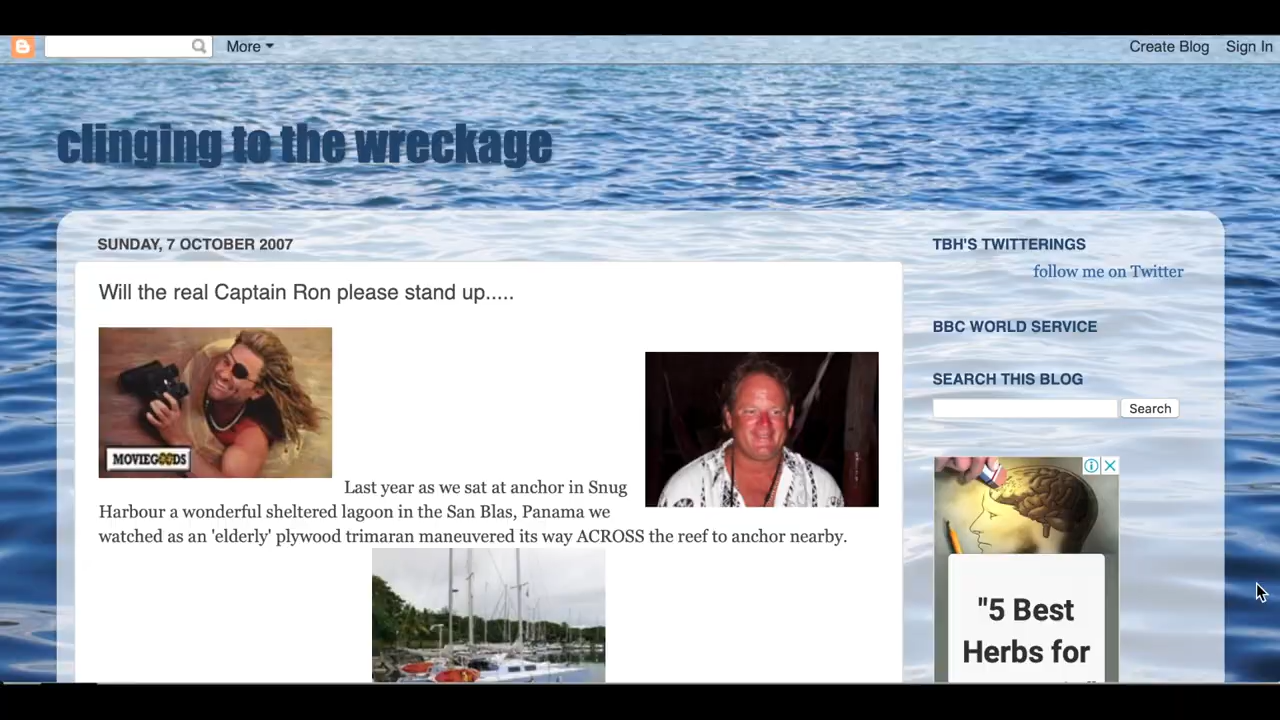 More
Create Blog Sign In
clinging to the wreckage
SUNDAY, 7 OCTOBER 2007
Will the real Captain Ron please stand up.....
MOVIEGOODS
Last year as we sat at anchor in Snug
Harbour a wonderful sheltered lagoon in the San Blas, Panama we
watched as an 'elderly' plywood trimaran maneuvered its way ACROSS the reef to anchor nearby.
TBH'S TWITTERINGS
follow me on Twitter
BBC WORLD SERVICE
SEARCH THIS BLOG
Search
"5 Best
Herbs for